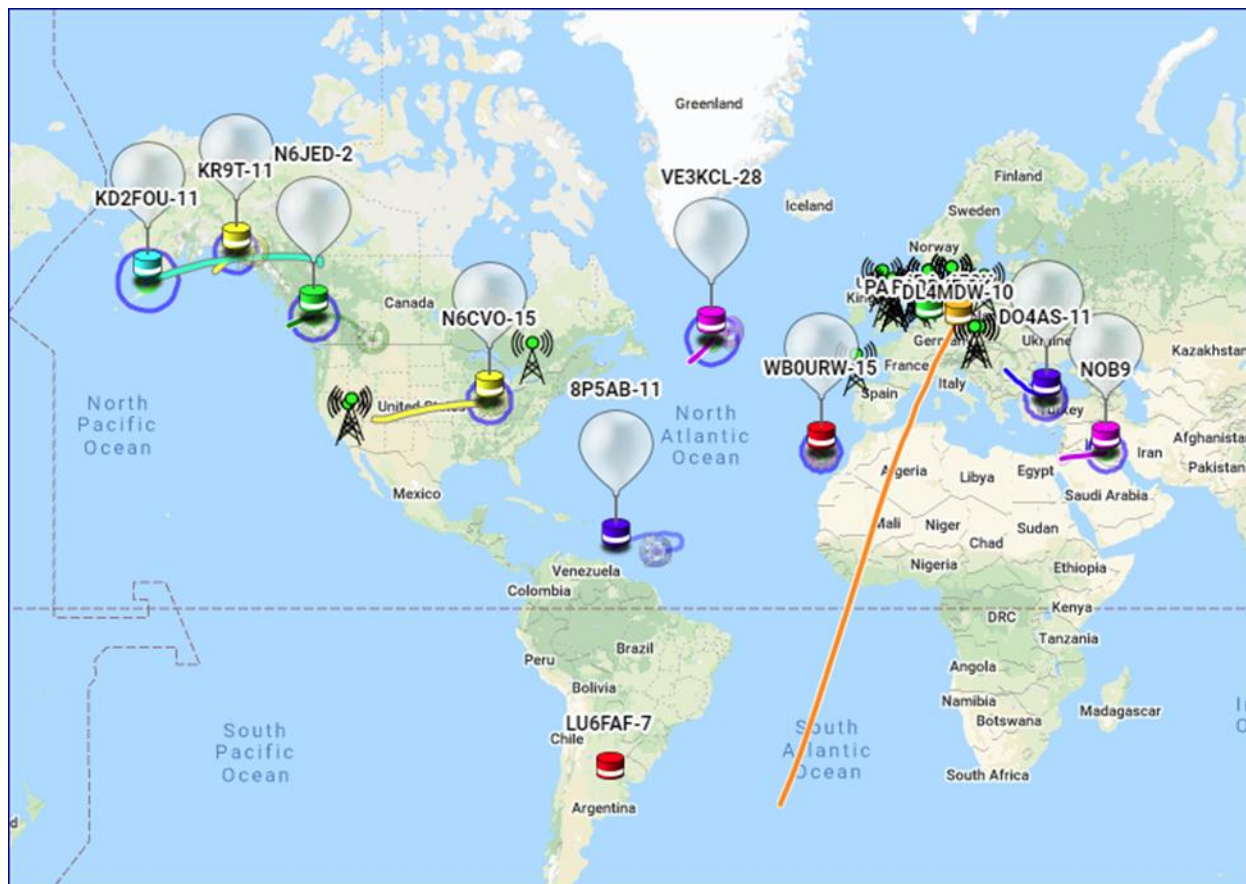 Greenland
Finland
N6JED-2
KR9T-11
VE3KCL-28
KD2FOU-11
Iceland
Sweden
Norway
DL4MDW-10
Canada
N6CVO-15
DO4AS-11
Ukraine
Kazakhstan
France
WB0URW-15
NOB9
Italy
8P5AB-11
Spain
North
Pacific
Ocean
United States
North
Atlantic
Ocean
Turkey
Afghanistan
Iran
Pakistan
Algeria
Libya
Egypt
Mexico
Saudi Arabia
Mali
Niger
Sudan
Chad
Venezuela
Nigeria
Ethiopia
Colombia
Kenya
DRC
Tanzania
Brazil
Peru
Angola
Bolivia
Namibia
Madagascar
Botswana
LU6FAF-7
Chile
South
Pacific
Ocean
South
Atlantic
Ocean
South Africa
Argentina